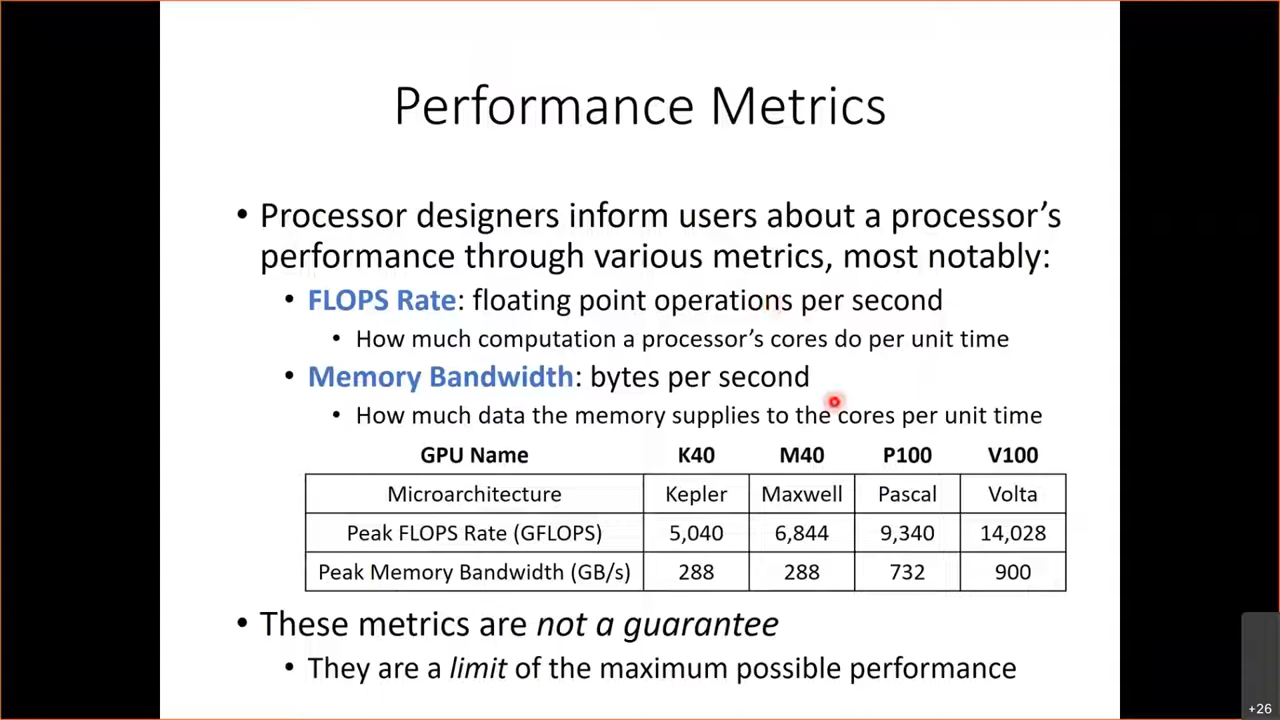 Performance Metrics
• Processor designers inform users about a processor's
performance through various metrics, most notably:
• FLOPS Rate: floating point operations per second
• How much computation a processor's cores do per unit time
• Memory Bandwidth: bytes per second
• How much data the memory supplies to the cores per unit time
GPU Name K40 M40 P100 V100
Microarchitecture Kepler Maxwell Pascal Volta
Peak FLOPS Rate (GFLOPS) 5,040 6,844 9,340 14,028
Peak Memory Bandwidth (GB/s) 288 288 732 900
• These metrics are not a guarantee
• They are a limit of the maximum possible performance
+26